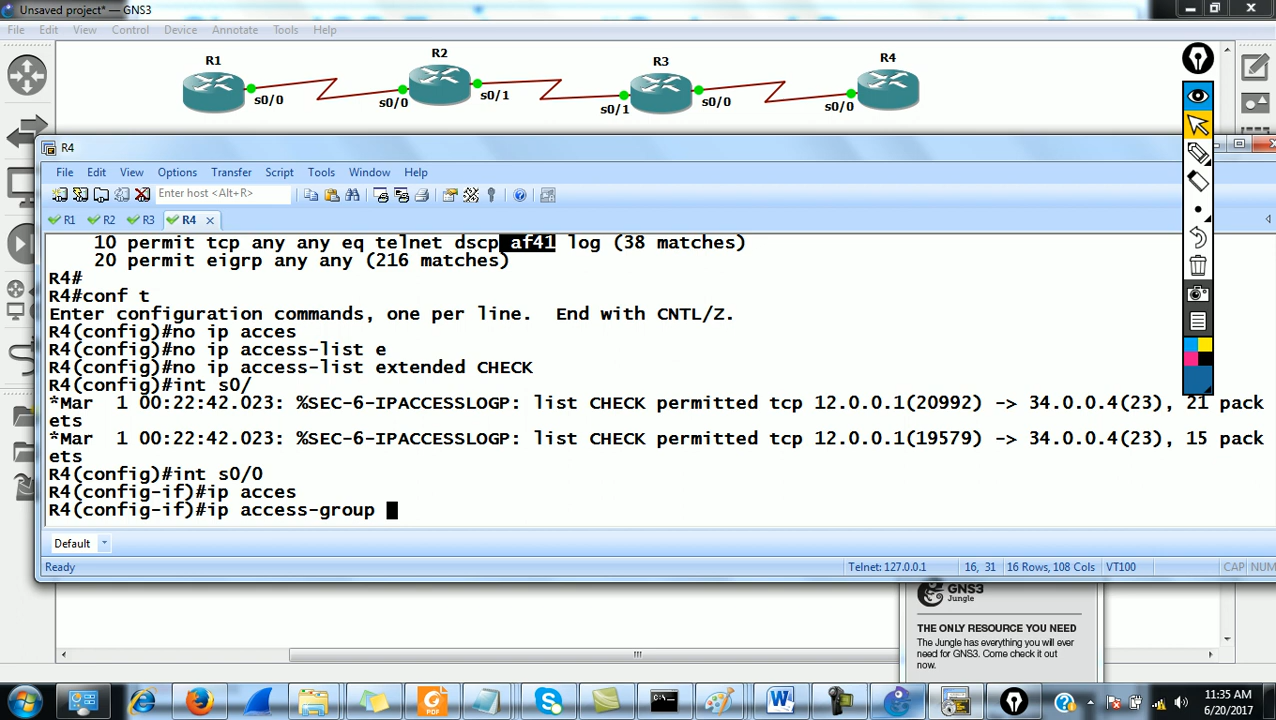 Unsaved project* — GNS3
File Edit View Control Device Annotate Tools Help
R1
R2
R3
R4
s0/0
s0/0
s0/1
s0/1
s0/0
s0/0
R4
File Edit View Options Transfer Script Tools Window Help
Enter host <Alt+R>
R1 R2 R3 R4
10 permit tcp any any eq telnet dscp af41 log (38 matches)
20 permit eigrp any any (216 matches)
R4#
R4#conf t
Enter configuration commands, one per line.  End with CNTL/Z.
R4(config)#no ip acces
R4(config)#no ip access-list e
R4(config)#no ip access-list extended CHECK
R4(config)#int s0/
*Mar  1 00:22:42.023: %SEC-6-IPACCESSLOGP: list CHECK permitted tcp 12.0.0.1(20992) -> 34.0.0.4(23), 21 pack
ets
*Mar  1 00:22:42.023: %SEC-6-IPACCESSLOGP: list CHECK permitted tcp 12.0.0.1(19579) -> 34.0.0.4(23), 15 pack
ets
R4(config)#int s0/0
R4(config-if)#ip acces
R4(config-if)#ip access-group
Default
Ready
Telnet: 127.0.0.1 16, 31 16 Rows, 108 Cols VT100 CAP NUM
GNS3
Jungle
THE ONLY RESOURCE YOU NEED
The Jungle has everything you will ever
need for GNS3. Come check it out
now.
PDF
11:35 AM
6/20/2017